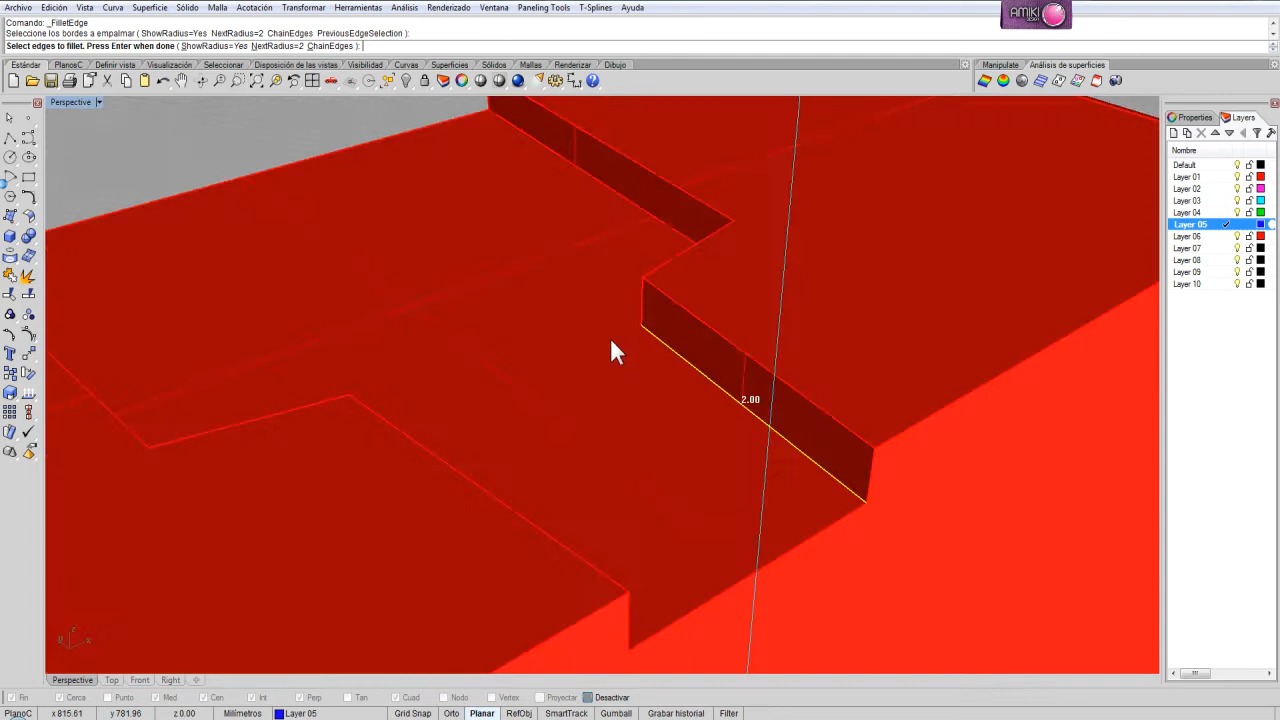 Archivo Edición Vista Curva Superficie Sólido Malla Acotación Transformar Herramientas Análisis Renderizado Ventana Paneling Tools T-Splines Ayuda
AMIKI
Comando: _FilletEdge
Seleccione los bordes a empalmar ( ShowRadius=Yes NextRadius=2 ChainEdges PreviousEdgeSelection ):
Select edges to fillet. Press Enter when done ( ShowRadius=Yes NextRadius=2 ChainEdges ):
Estándar PlanosC Definir vista Visualización Seleccionar Disposición de las vistas Visibilidad Curvas Superficies Sólidos Mallas Renderizar Dibujo
Manipulate Análisis de superficies
Perspective
Properties Layers
Nombre
Default
Layer 01
Layer 02
Layer 03
Layer 04
Layer 05
Layer 06
Layer 07
Layer 08
Layer 09
Layer 10
2.00
z
x
Perspective Top Front Right
Fin Cerca Punto Med Cen Int Perp Tan Cuad Nodo Vertex Proyectar Desactivar
PlanoC x 815.61 y 781.96 z 0.00 Milímetros Layer 05 Grid Snap Orto Planar RefObj SmartTrack Gumball Grabar historial Filter